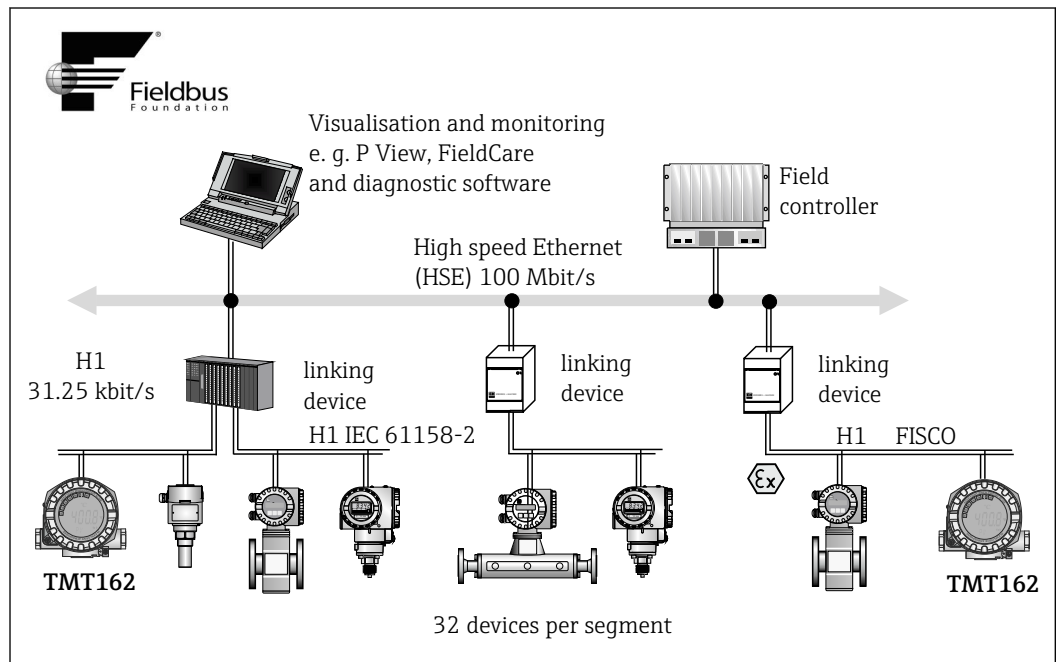 Fieldbus
Foundation
Visualisation and monitoring
e. g. P View, FieldCare
and diagnostic software
Field
controller
High speed Ethernet
(HSE) 100 Mbit/s
H1
31.25 kbit/s
linking
device
linking
device
linking
device
H1 IEC 61158-2
H1 FISCO
Ex
TMT162
TMT162
32 devices per segment